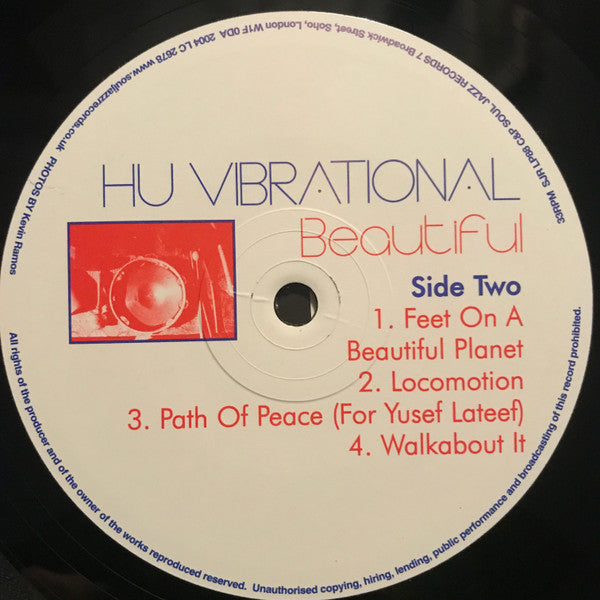 HU VIBRATIONAL
Beautiful
Side Two
1. Feet On A
Beautiful Planet
2. Locomotion
3. Path Of Peace (For Yusef Lateef)
4. Walkabout It
33RPM SJR LP88 C&P SOUL JAZZ RECORDS 7 Broadwick Street, Soho, London W1F 0DA 2004 LC 2678 www.souljazzrecords.co.uk PHOTOS BY Kevin Ramos
All rights of the producer and of the owner of the works reproduced reserved. Unauthorised copying, hiring, lending, public performance and broadcasting of this record prohibited.